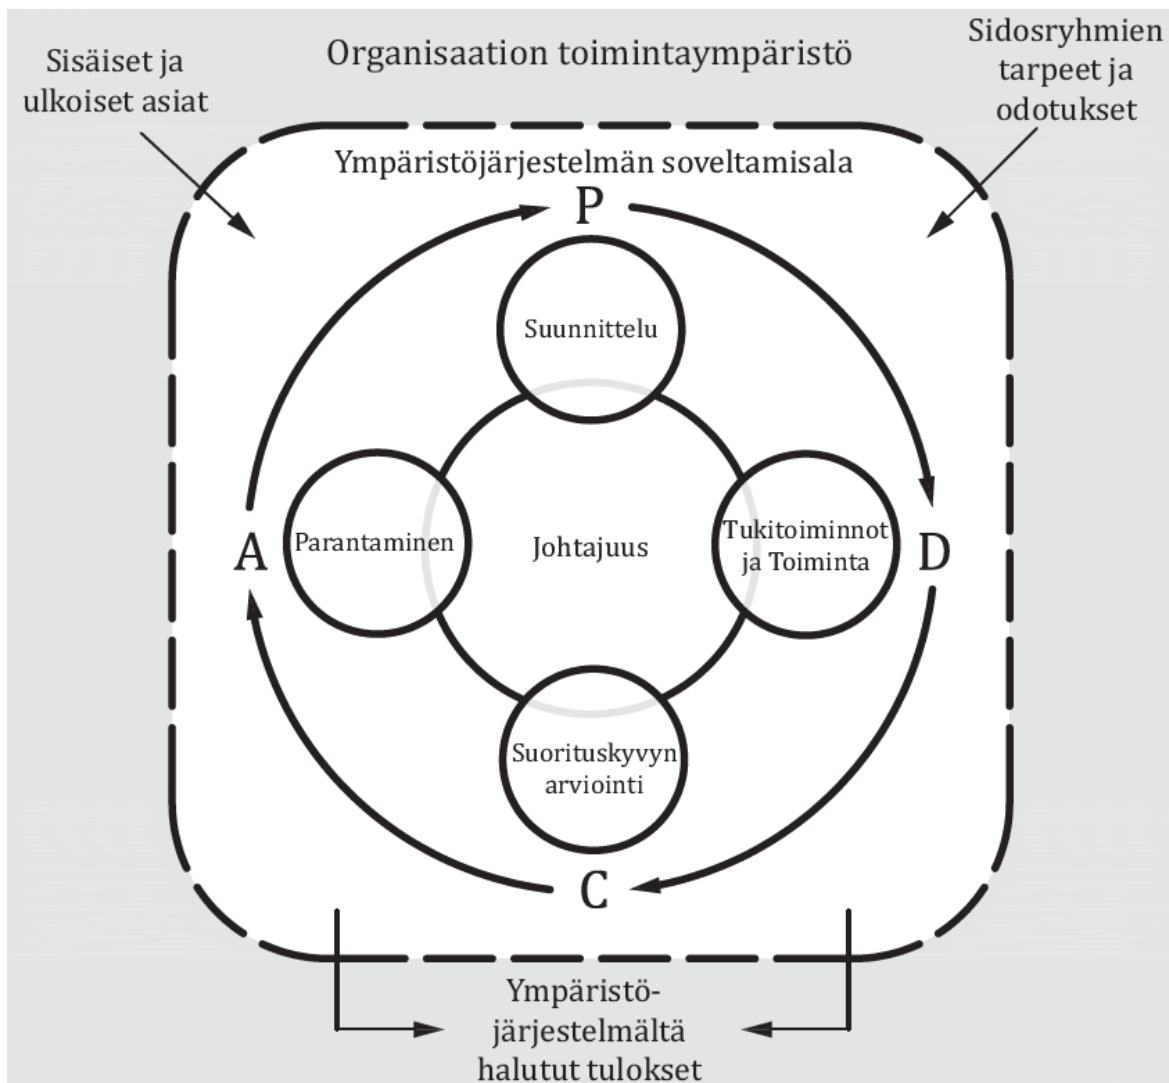 Organisaation toimintaympäristö
Sisäiset ja
ulkoiset asiat
Sidosryhmien
tarpeet ja
odotukset
Ympäristöjärjestelmän soveltamisala
P
Suunnittelu
A
Parantaminen
Johtajuus
Tukitoiminnot
ja Toiminta
D
Suorituskyvyn
arviointi
C
Ympäristö-
järjestelmältä
halutut tulokset